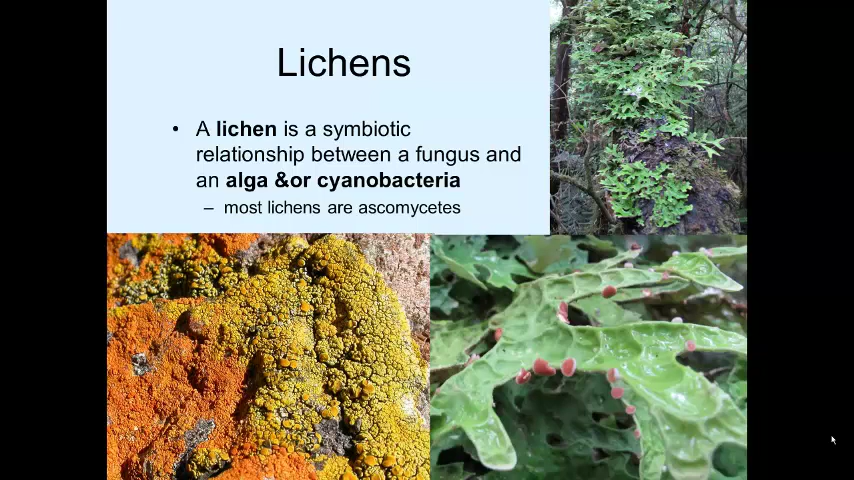 Lichens
• A lichen is a symbiotic
relationship between a fungus and
an alga &or cyanobacteria
– most lichens are ascomycetes